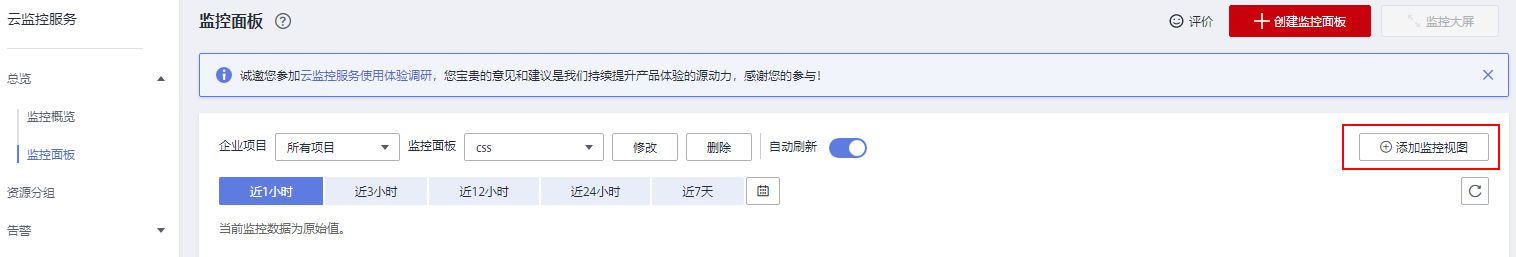 云监控服务
监控面板
评价
创建监控面板
监控大屏
诚邀您参加云监控服务使用体验调研，您宝贵的意见和建议是我们持续提升产品体验的源动力，感谢您的参与！
总览
监控概览
监控面板
资源分组
告警
企业项目 所有项目 监控面板 css 修改 删除 自动刷新 添加监控视图
近1小时 近3小时 近12小时 近24小时 近7天
当前监控数据为原始值。